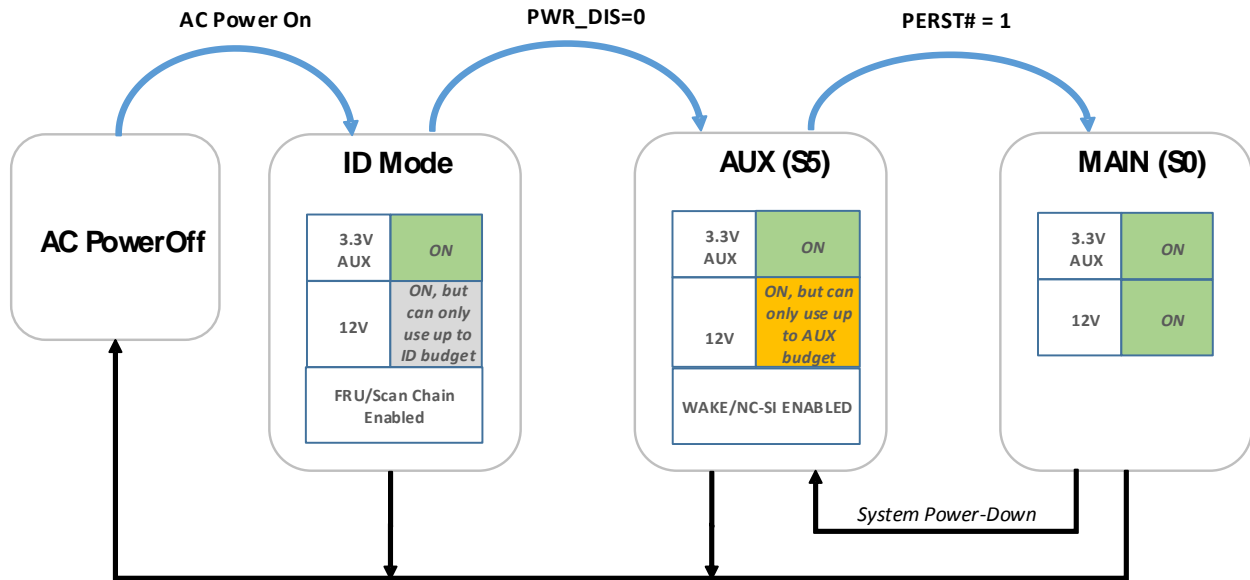 AC Power On
PWR_DIS=0
PERST# = 1
AC PowerOff
ID Mode
3.3V
AUX
ON
12V
ON, but
can only
use up to
ID budget
FRU/Scan Chain
Enabled
AUX (S5)
3.3V
AUX
ON
12V
ON, but can
only use up
to AUX
budget
WAKE/NC-SI ENABLED
MAIN (S0)
3.3V
AUX
ON
12V
ON
System Power-Down